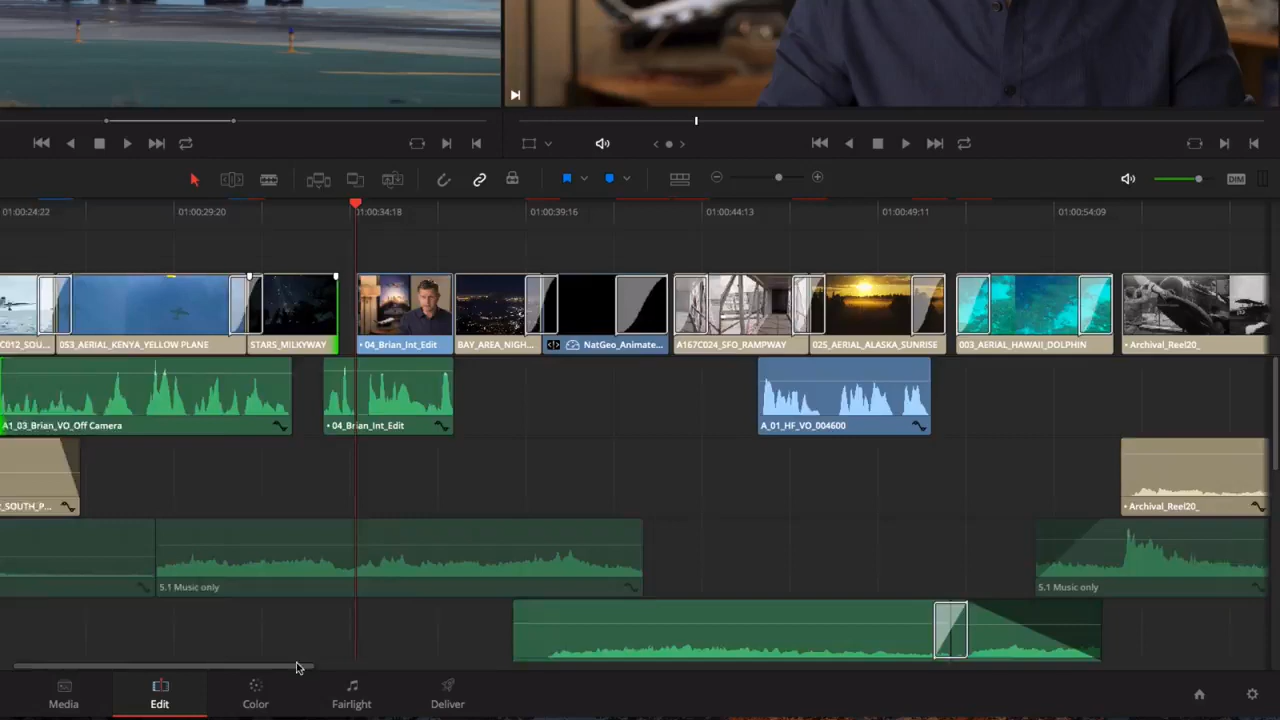 DIM
01:00:24:22 01:00:29:20 01:00:34:18 01:00:39:16 01:00:44:13 01:00:49:11 01:00:54:09
C012_SOU... 053_AERIAL_KENYA_YELLOW PLANE STARS_MILKYWAY • 04_Brian_Int_Edit BAY_AREA_NIGH... NatGeo_Animate... A167C024_SFO_RAMPWAY 025_AERIAL_ALASKA_SUNRISE 003_AERIAL_HAWAII_DOLPHIN • Archival_Reel20_
A1_03_Brian_VO_Off Camera • 04_Brian_Int_Edit A_01_HF_VO_004600
_SOUTH_P... • Archival_Reel20_
5.1 Music only 5.1 Music only
Media Edit Color Fairlight Deliver